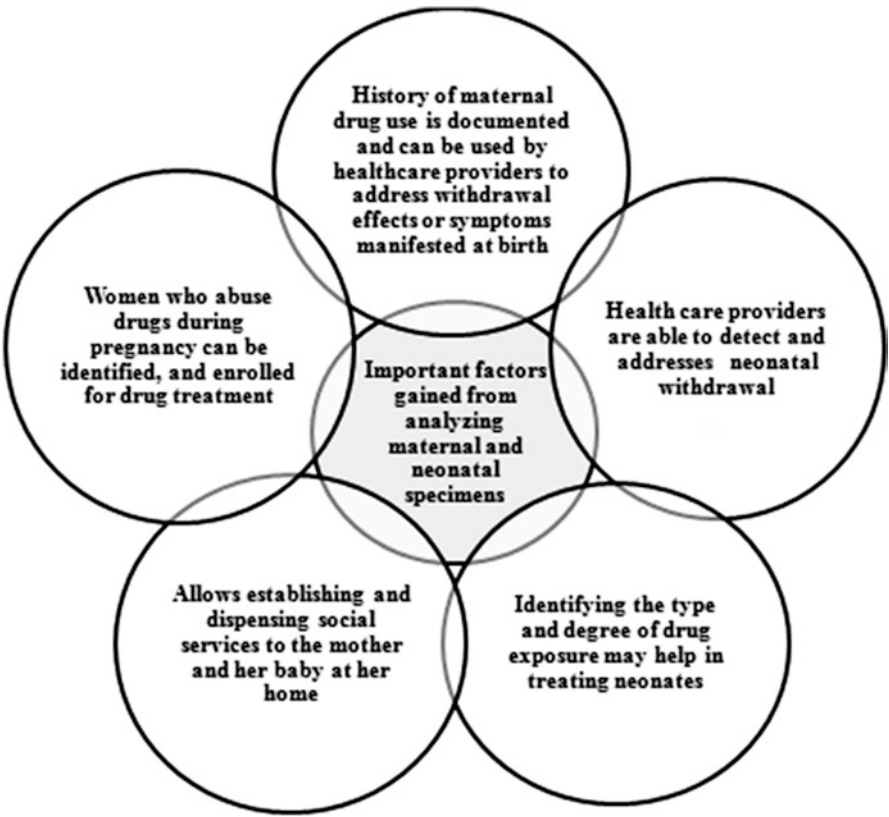 History of maternal
drug use is documented
and can be used by
healthcare providers to
address withdrawal
effects or symptoms
manifested at birth
Women who abuse
drugs during
pregnancy can be
identified, and enrolled
for drug treatment
Health care providers
are able to detect and
addresses neonatal
withdrawal
Important factors
gained from
analyzing
maternal and
neonatal
specimens
Allows establishing and
dispensing social
services to the mother
and her baby at her
home
Identifying the type
and degree of drug
exposure may help in
treating neonates